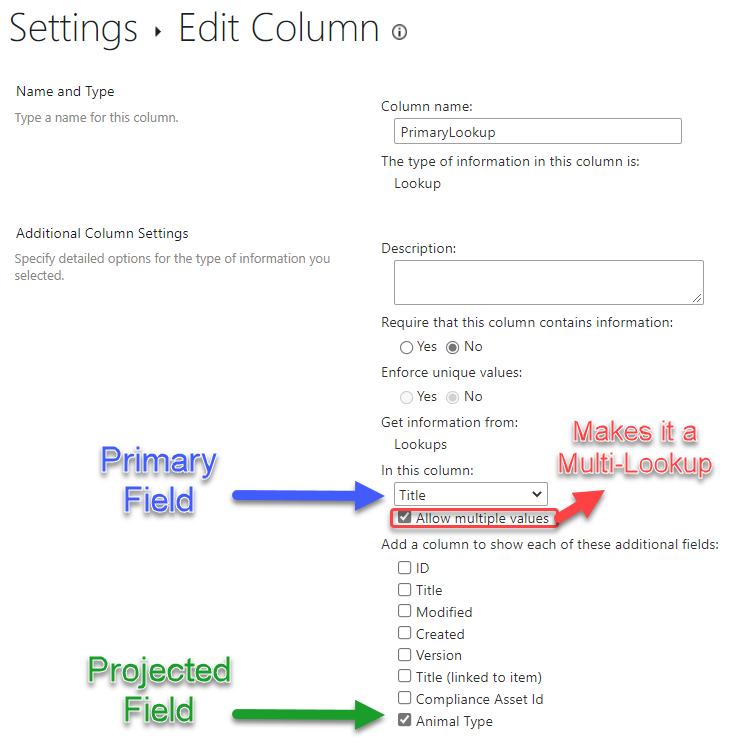 Settings ▸ Edit Column
Name and Type
Type a name for this column.
Column name:
PrimaryLookup
The type of information in this column is:
Lookup
Additional Column Settings
Specify detailed options for the type of information you
selected.
Description:
Require that this column contains information:
Yes No
Enforce unique values:
Yes No
Get information from:
Lookups
Makes it a
Multi-Lookup
Primary
Field
In this column:
Title
Allow multiple values
Add a column to show each of these additional fields:
ID
Title
Modified
Created
Version
Title (linked to item)
Compliance Asset Id
Projected
Field
Animal Type